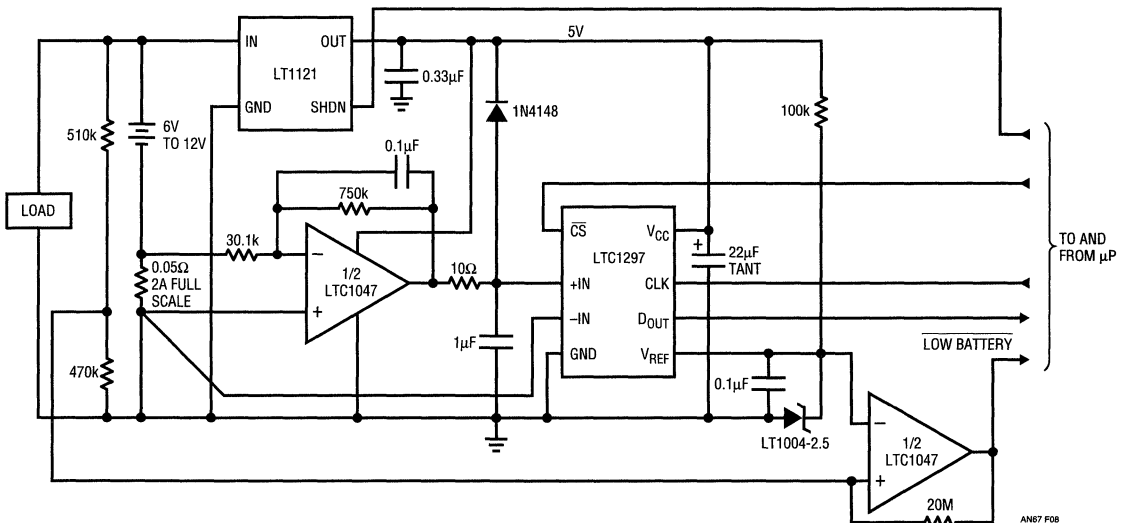 5V
IN
OUT
LT1121
GND
SHDN
0.33µF
1N4148
100k
510k
6V
TO 12V
LOAD
0.1µF
750k
30.1k
0.05Ω
2A FULL
SCALE
–
+
1/2
LTC1047
10Ω
1µF
470k
CS
VCC
LTC1297
+IN
CLK
–IN
DOUT
GND
VREF
+
22µF
TANT
TO AND
FROM µP
LOW BATTERY
0.1µF
LT1004-2.5
–
+
1/2
LTC1047
20M
AN67 F08